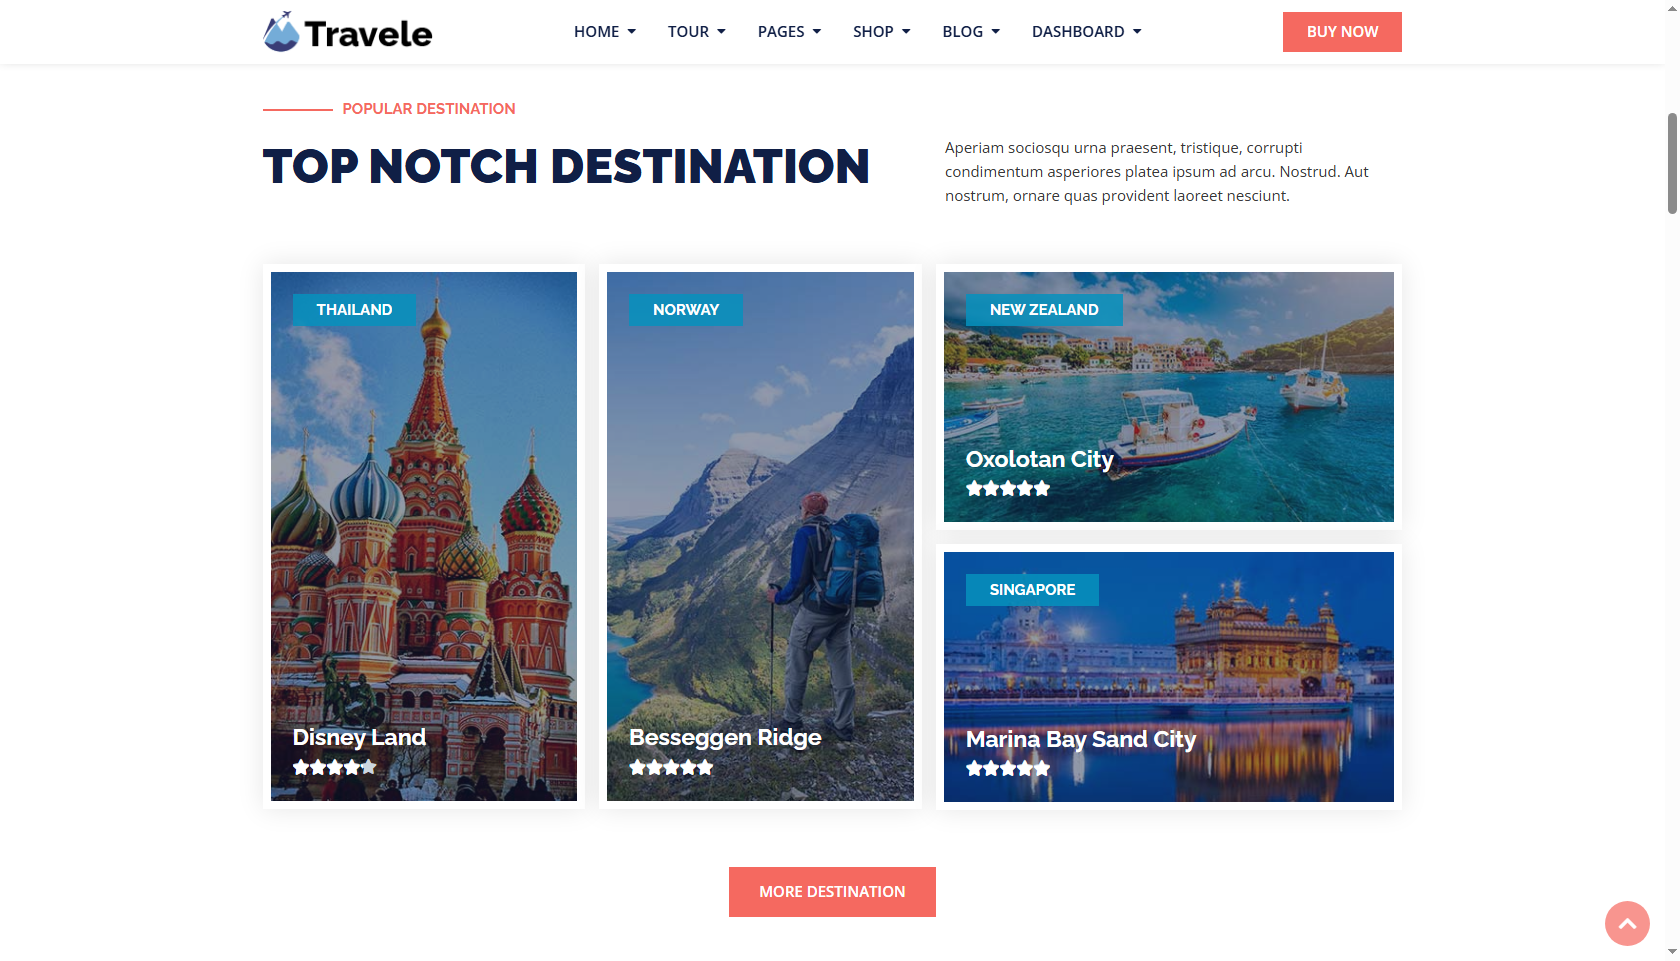 Travele
HOME
TOUR
PAGES
SHOP
BLOG
DASHBOARD
BUY NOW
POPULAR DESTINATION
TOP NOTCH DESTINATION
Aperiam sociosqu urna praesent, tristique, corrupti
condimentum asperiores platea ipsum ad arcu. Nostrud. Aut
nostrum, ornare quas provident laoreet nesciunt.
THAILAND
Disney Land
NORWAY
Besseggen Ridge
NEW ZEALAND
Oxolotan City
SINGAPORE
Marina Bay Sand City
MORE DESTINATION